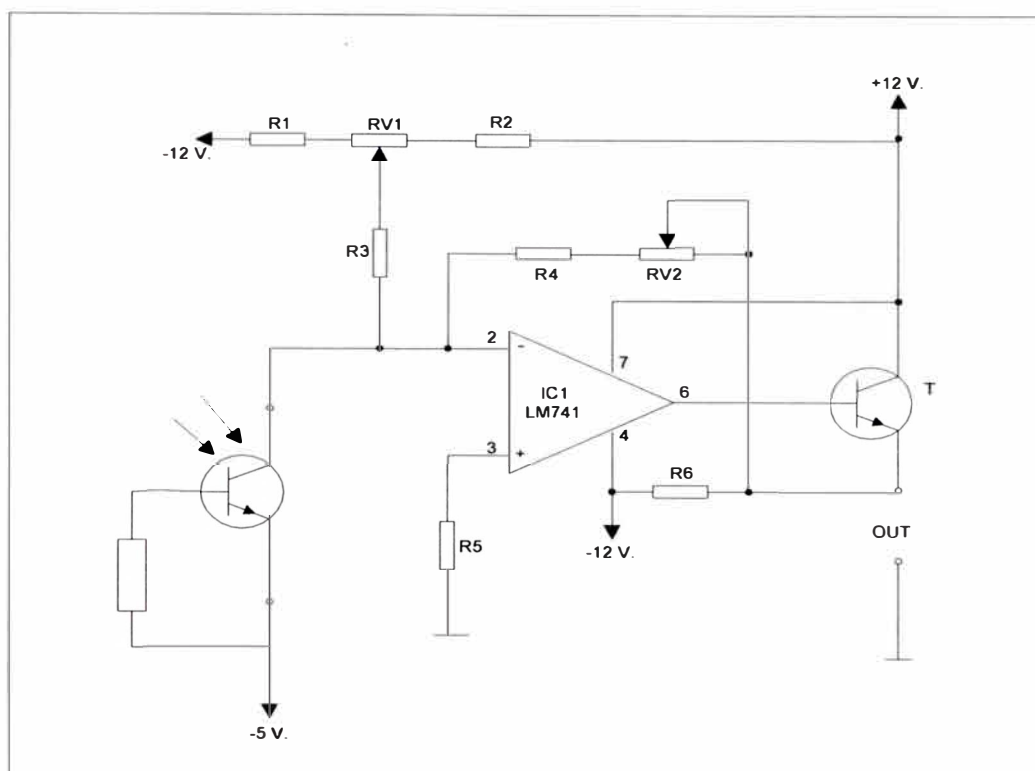 +12 V.
R1
RV1
R2
-12 V.
R3
R4
RV2
2
-
7
IC1
LM741
6
T
4
3
+
R6
R5
-12 V.
OUT
-5 V.